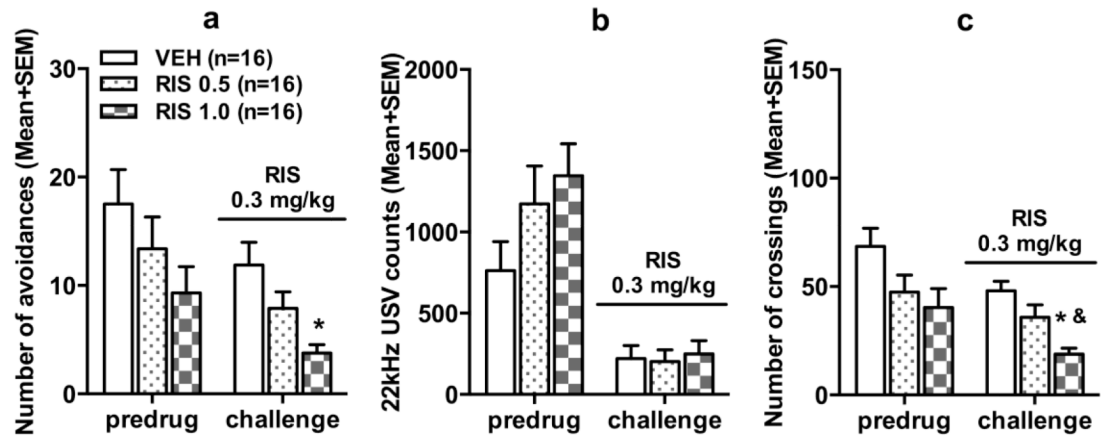 a
Number of avoidances (Mean+SEM)
VEH (n=16)
RIS 0.5 (n=16)
RIS 1.0 (n=16)
30
20
10
0
RIS
0.3 mg/kg
*
predrug
challenge
b
22kHz USV counts (Mean+SEM)
2000
1500
1000
500
0
RIS
0.3 mg/kg
predrug
challenge
c
Number of crossings (Mean+SEM)
150
100
50
0
RIS
0.3 mg/kg
* &
predrug
challenge